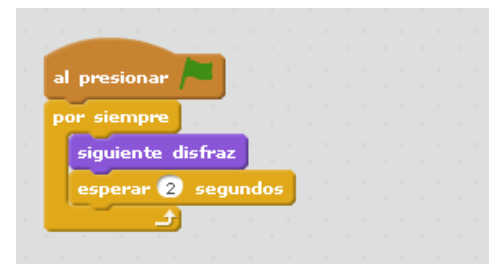 al presionar
por siempre
siguiente disfraz
esperar 2 segundos